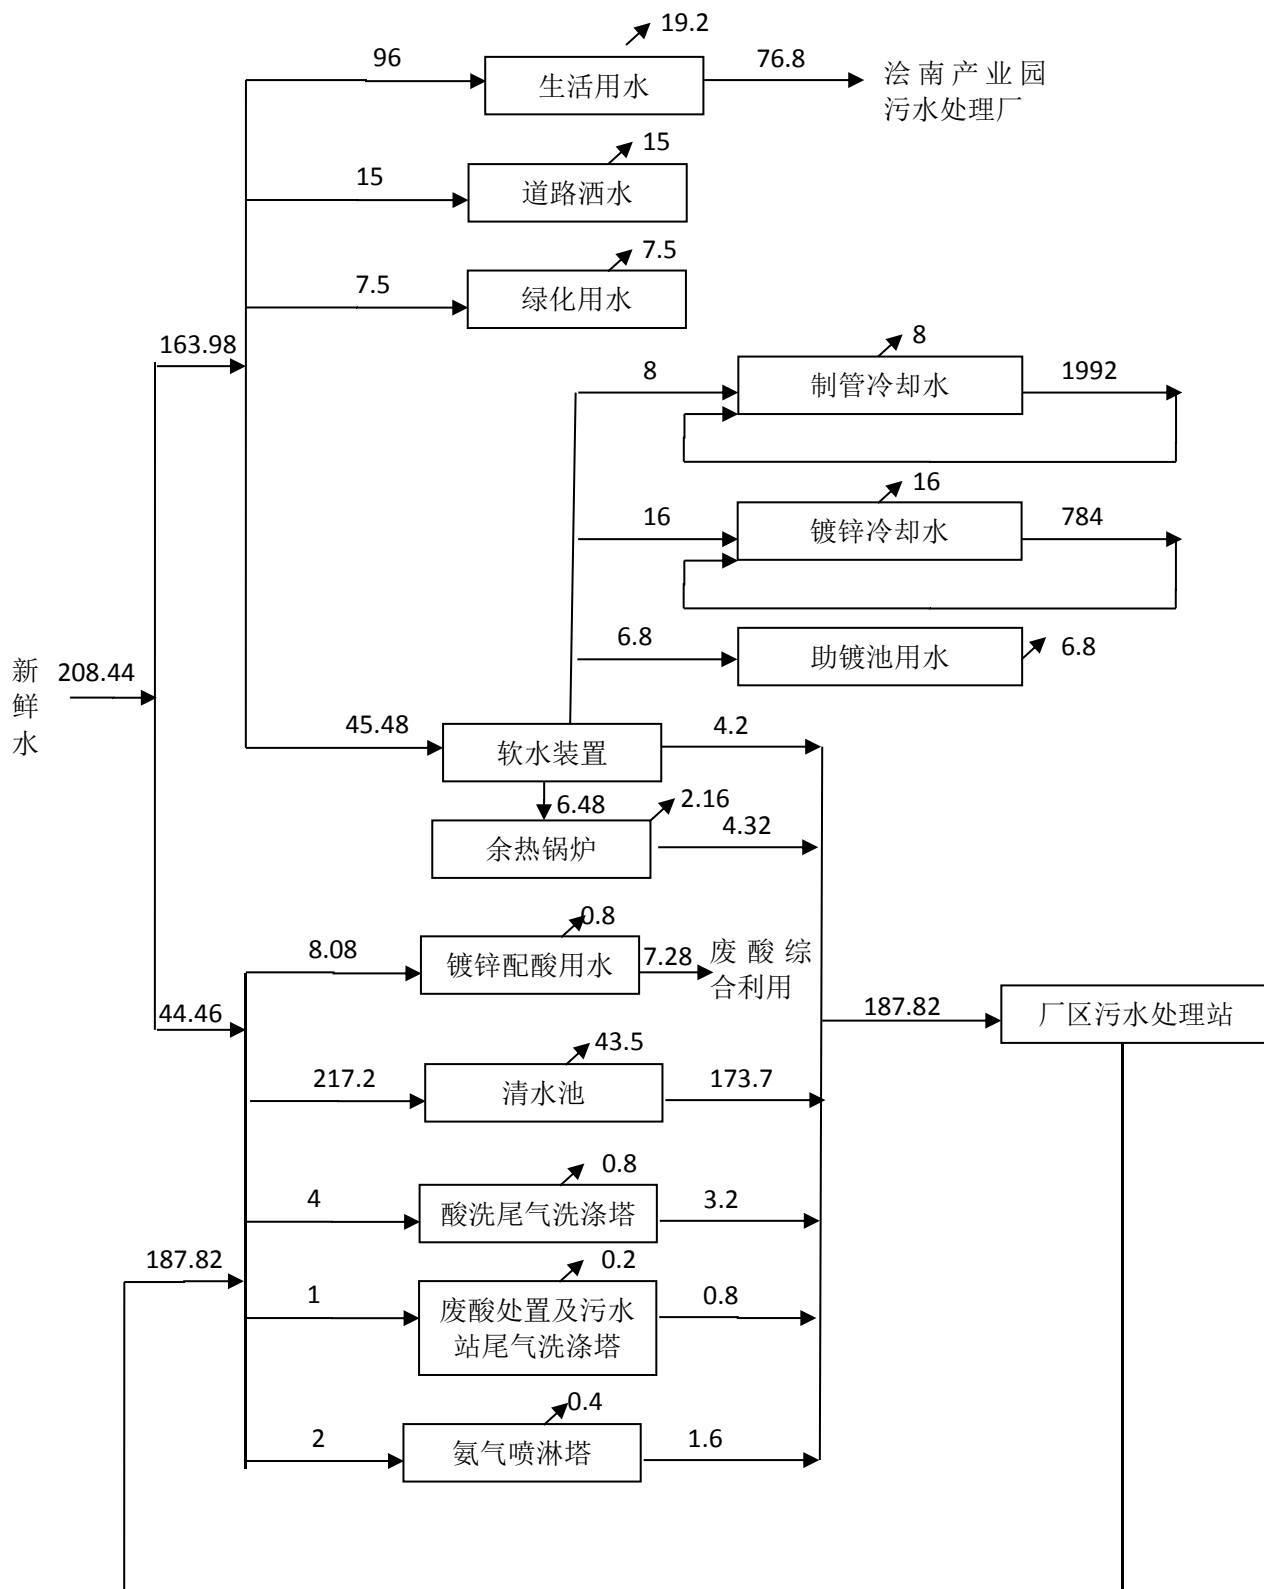 19.2
96
生活用水
76.8
浍南产业园
污水处理厂
15
15
道路洒水
7.5
7.5
绿化用水
163.98
8
8
制管冷却水
1992
16
16
镀锌冷却水
784
6.8
助镀池用水
6.8
新
鲜
水
208.44
45.48
软水装置
4.2
6.48
2.16
余热锅炉
4.32
0.8
8.08
镀锌配酸用水
7.28
废酸综
合利用
44.46
187.82
厂区污水处理站
43.5
217.2
清水池
173.7
0.8
4
酸洗尾气洗涤塔
3.2
187.82
0.2
1
废酸处置及污水
站尾气洗涤塔
0.8
0.4
2
氨气喷淋塔
1.6